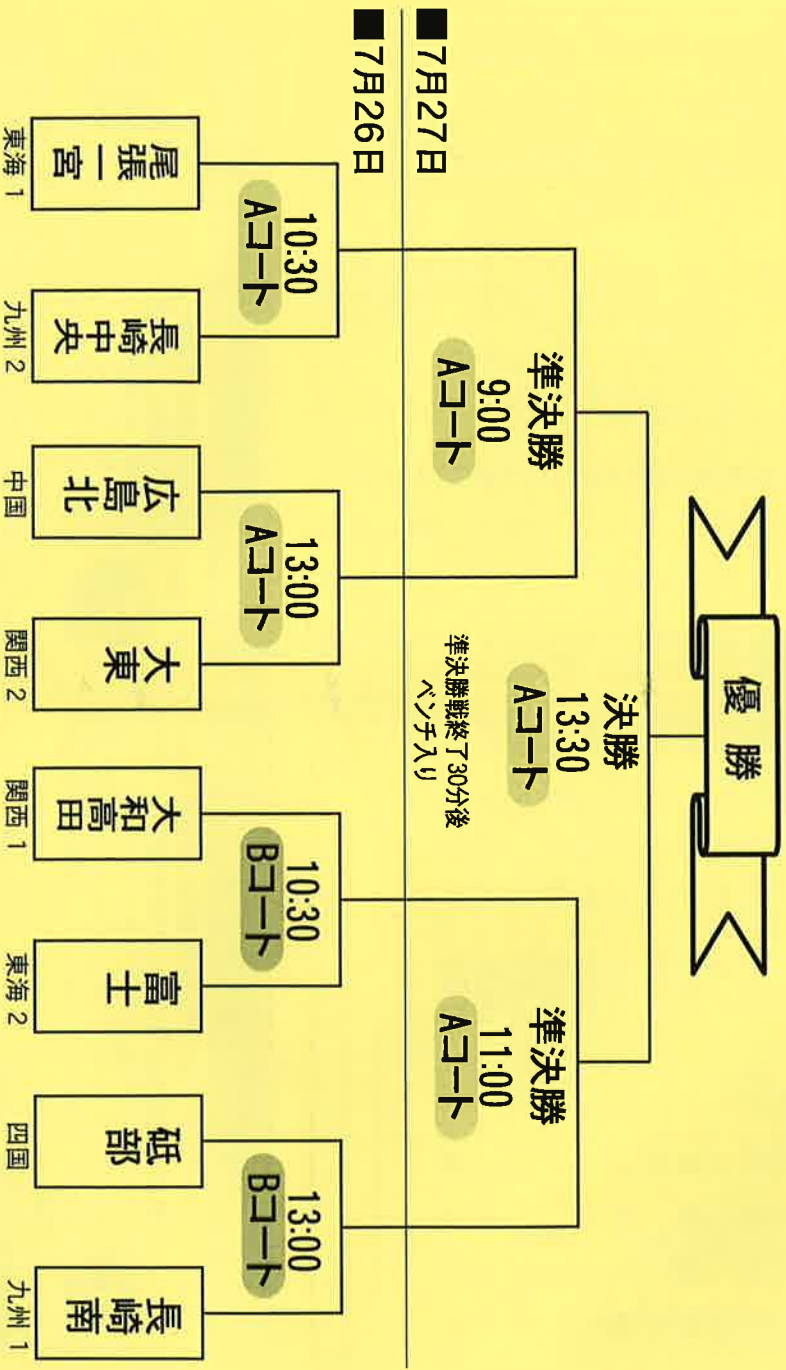 優勝
■7月27日
決勝
13:30
Aコート
準決勝戦終了30分後
ベンチ入り
準決勝
9:00
Aコート
準決勝
11:00
Aコート
■7月26日
10:30
Aコート
13:00
Aコート
10:30
Bコート
13:00
Bコート
尾張一宮
東海1
長崎中央
九州2
広島北
中国
大東
関西2
大和高田
関西1
富士
東海2
砥部
四国
長崎南
九州1